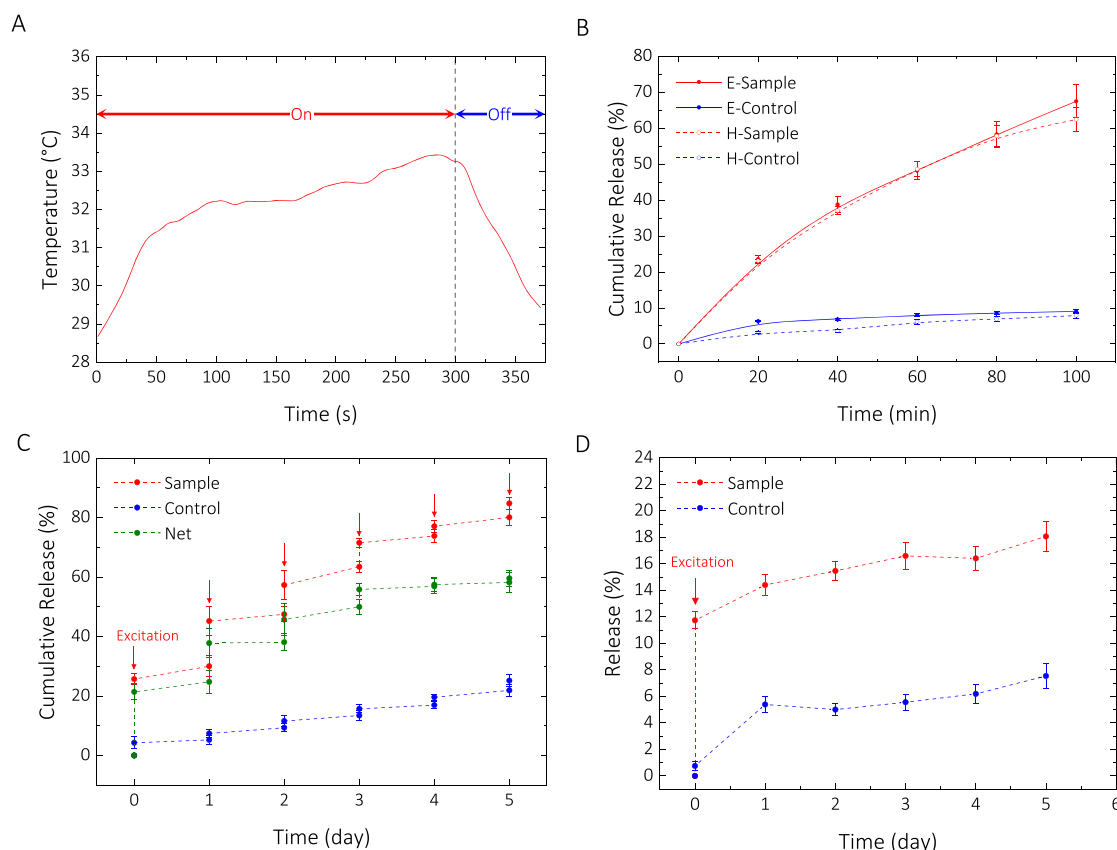 A
36
35
34
33
32
31
30
29
28
On
Off
Temperature (°C)
0 50 100 150 200 250 300 350
Time (s)
B
80
70
60
50
40
30
20
10
0
E-Sample
E-Control
H-Sample
H-Control
Cumulative Release (%)
0 20 40 60 80 100
Time (min)
C
100
80
60
40
20
0
Sample
Control
Net
Excitation
Cumulative Release (%)
0 1 2 3 4 5
Time (day)
D
24
22
20
18
16
14
12
10
8
6
4
2
0
Sample
Control
Excitation
Release (%)
0 1 2 3 4 5 6
Time (day)